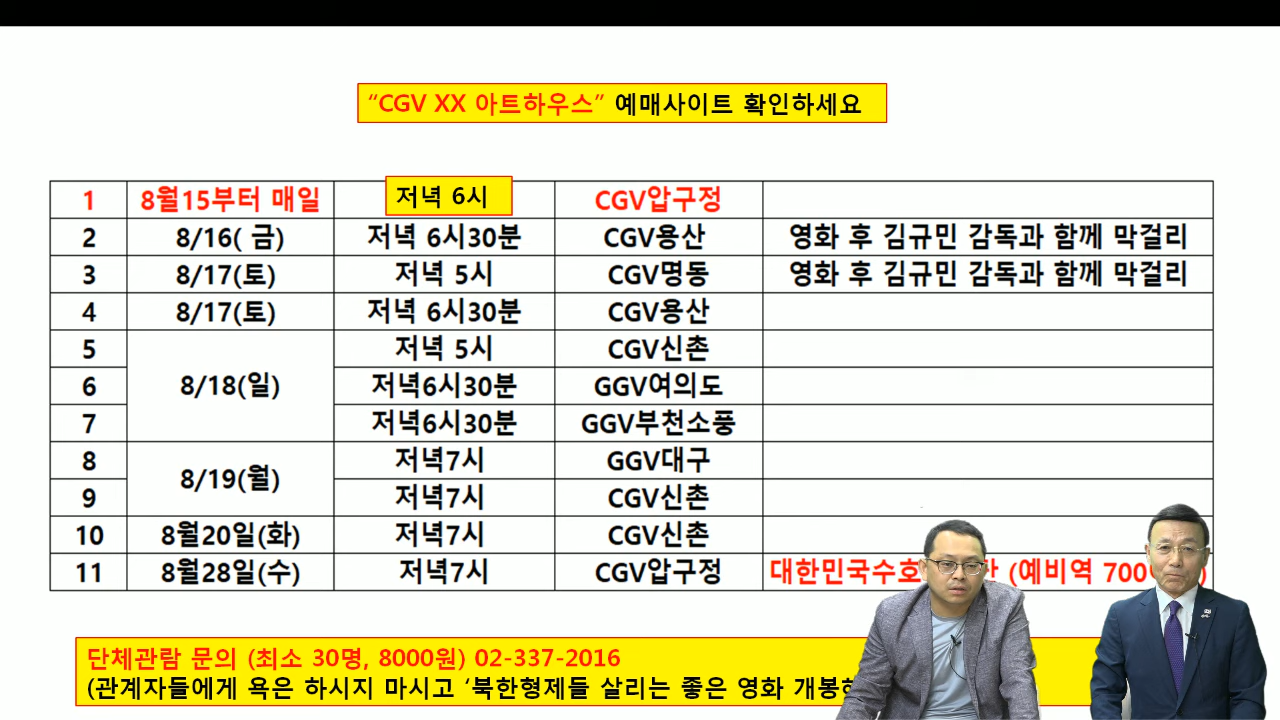 “CGV XX 아트하우스” 예매사이트 확인하세요
1 8월15부터 매일 저녁 6시 CGV압구정
2 8/16( 금) 저녁 6시30분 CGV용산 영화 후 김규민 감독과 함께 막걸리
3 8/17(토) 저녁 5시 CGV명동 영화 후 김규민 감독과 함께 막걸리
4 8/17(토) 저녁 6시30분 CGV용산
5 8/18(일) 저녁 5시 CGV신촌
6 저녁6시30분 GGV여의도
7 저녁6시30분 GGV부천소풍
8 8/19(월) 저녁7시 GGV대구
9 저녁7시 CGV신촌
10 8월20일(화) 저녁7시 CGV신촌
11 8월28일(수) 저녁7시 CGV압구정 대한민국수호 (예비역 700
단체관람 문의 (최소 30명, 8000원) 02-337-2016
(관계자들에게 욕은 하시지 마시고 ‘북한형제들 살리는 좋은 영화